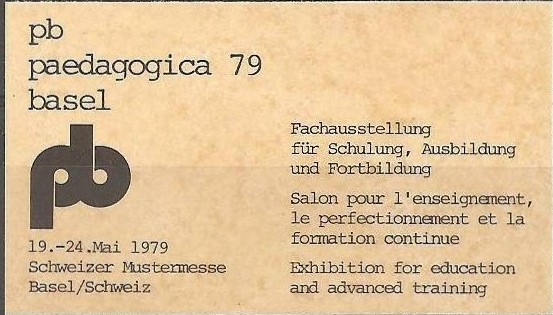 pb
paedagogica 79
basel
pb
19.-24.Mai 1979
Schweizer Mustermesse
Basel/Schweiz
Fachausstellung
für Schulung, Ausbildung
und Fortbildung
Salon pour l'enseignement,
le perfectionnement et la
formation continue
Exhibition for education
and advanced training